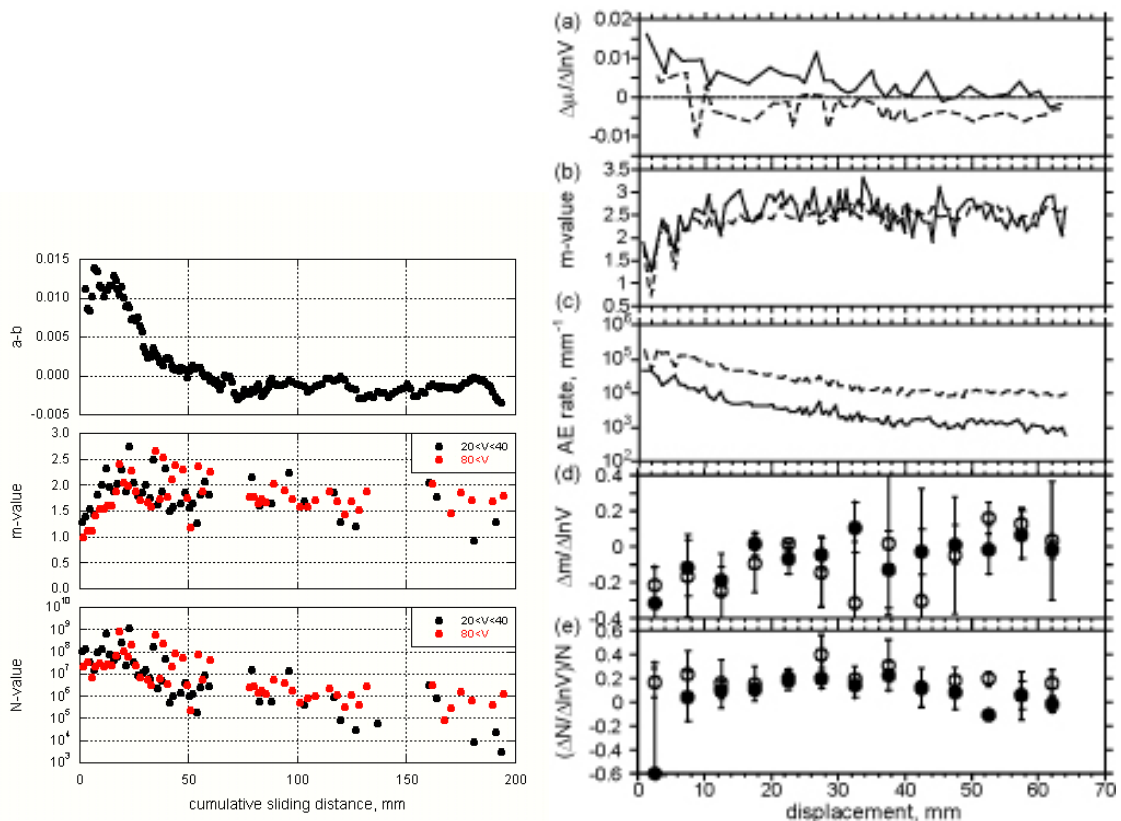 0.015
0.010
0.005
0.000
-0.005
a-b
3.0
2.5
2.0
1.5
1.0
0.5
0.0
m-value
20<V<40
80<V
10^10
10^9
10^8
10^7
10^6
10^5
10^4
10^3
N-value
20<V<40
80<V
0 50 100 150 200
cumulative sliding distance, mm
(a)
0.02
0.01
0
-0.01
Δμ/ΔlnV
(b)
3.5
3
2.5
2
1.5
1
0.5
m-value
(c)
10^6
10^5
10^4
10^3
10^2
AE rate, mm^-1
(d)
0.4
0.2
0
-0.2
-0.4
Δm/ΔlnV
(e)
0.6
0.4
0.2
0
-0.2
-0.4
-0.6
(ΔN/ΔlnV)/N
0 10 20 30 40 50 60 70
displacement, mm